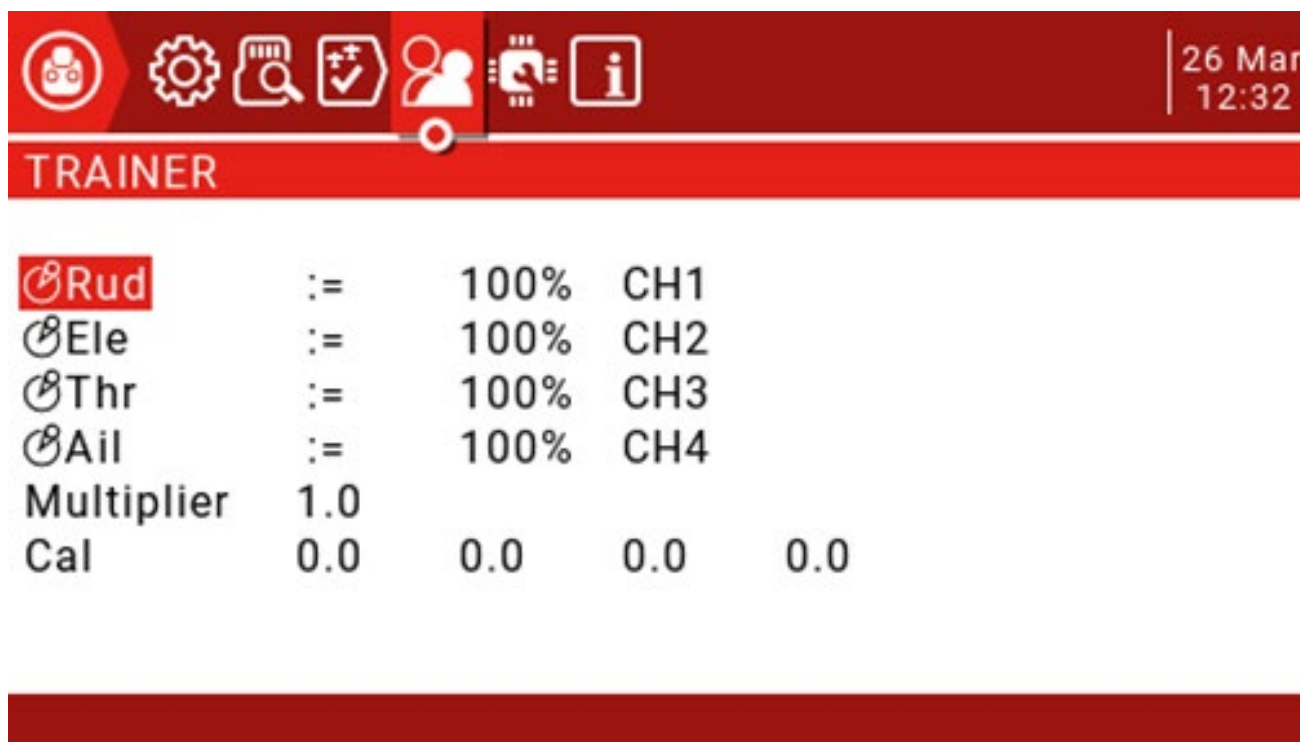 26 Mar
12:32
TRAINER
Rud := 100% CH1
Ele := 100% CH2
Thr := 100% CH3
Ail := 100% CH4
Multiplier 1.0
Cal 0.0 0.0 0.0 0.0